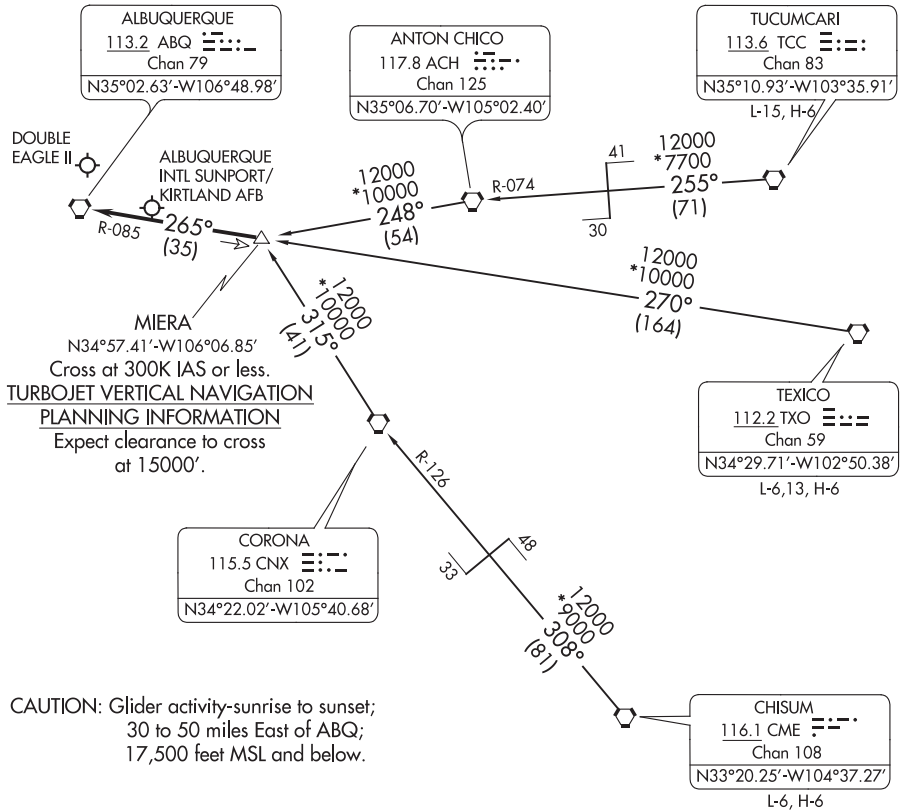 ALBUQUERQUE
113.2 ABQ
Chan 79
N35°02.63’-W106°48.98’
ANTON CHICO
117.8 ACH
Chan 125
N35°06.70’-W105°02.40’
TUCUMCARI
113.6 TCC
Chan 83
N35°10.93’-W103°35.91’
L-15, H-6
DOUBLE
EAGLE II
ALBUQUERQUE
INTL SUNPORT/
KIRTLAND AFB
R-085
265°
(35)
12000
*10000
248°
(54)
R-074
41
30
12000
*7700
255°
(71)
12000
*10000
270°
(164)
12000
*10000
315°
(41)
MIERA
N34°57.41’-W106°06.85’
Cross at 300K IAS or less.
TURBOJET VERTICAL NAVIGATION
PLANNING INFORMATION
Expect clearance to cross
at 15000’.
TEXICO
112.2 TXO
Chan 59
N34°29.71’-W102°50.38’
L-6,13, H-6
CORONA
115.5 CNX
Chan 102
N34°22.02’-W105°40.68’
R-126
33
48
12000
*9000
308°
(81)
CHISUM
116.1 CME
Chan 108
N33°20.25’-W104°37.27’
L-6, H-6
CAUTION: Glider activity-sunrise to sunset;
30 to 50 miles East of ABQ;
17,500 feet MSL and below.